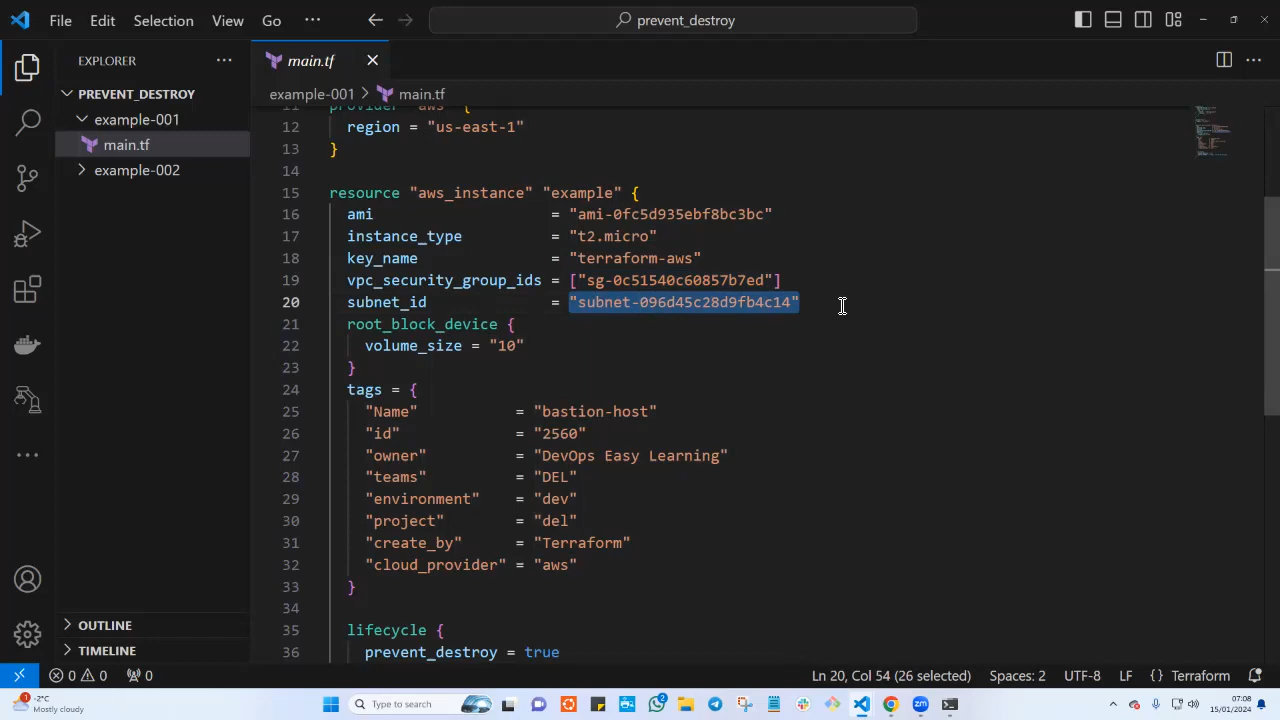 File Edit Selection View Go ··· prevent_destroy
EXPLORER ···
PREVENT_DESTROY
example-001
main.tf
example-002
OUTLINE
TIMELINE
main.tf
example-001 > main.tf
11 provider "aws" {
12 region = "us-east-1"
13 }
14
15 resource "aws_instance" "example" {
16 ami = "ami-0fc5d935ebf8bc3bc"
17 instance_type = "t2.micro"
18 key_name = "terraform-aws"
19 vpc_security_group_ids = ["sg-0c51540c60857b7ed"]
20 subnet_id = "subnet-096d45c28d9fb4c14"
21 root_block_device {
22 volume_size = "10"
23 }
24 tags = {
25 "Name" = "bastion-host"
26 "id" = "2560"
27 "owner" = "DevOps Easy Learning"
28 "teams" = "DEL"
29 "environment" = "dev"
30 "project" = "del"
31 "create_by" = "Terraform"
32 "cloud_provider" = "aws"
33 }
34
35 lifecycle {
36 prevent_destroy = true
0 0 0 Ln 20, Col 54 (26 selected) Spaces: 2 UTF-8 LF {} Terraform
1 -2°C
Mostly cloudy
Type to search
2
07:08
15/01/2024